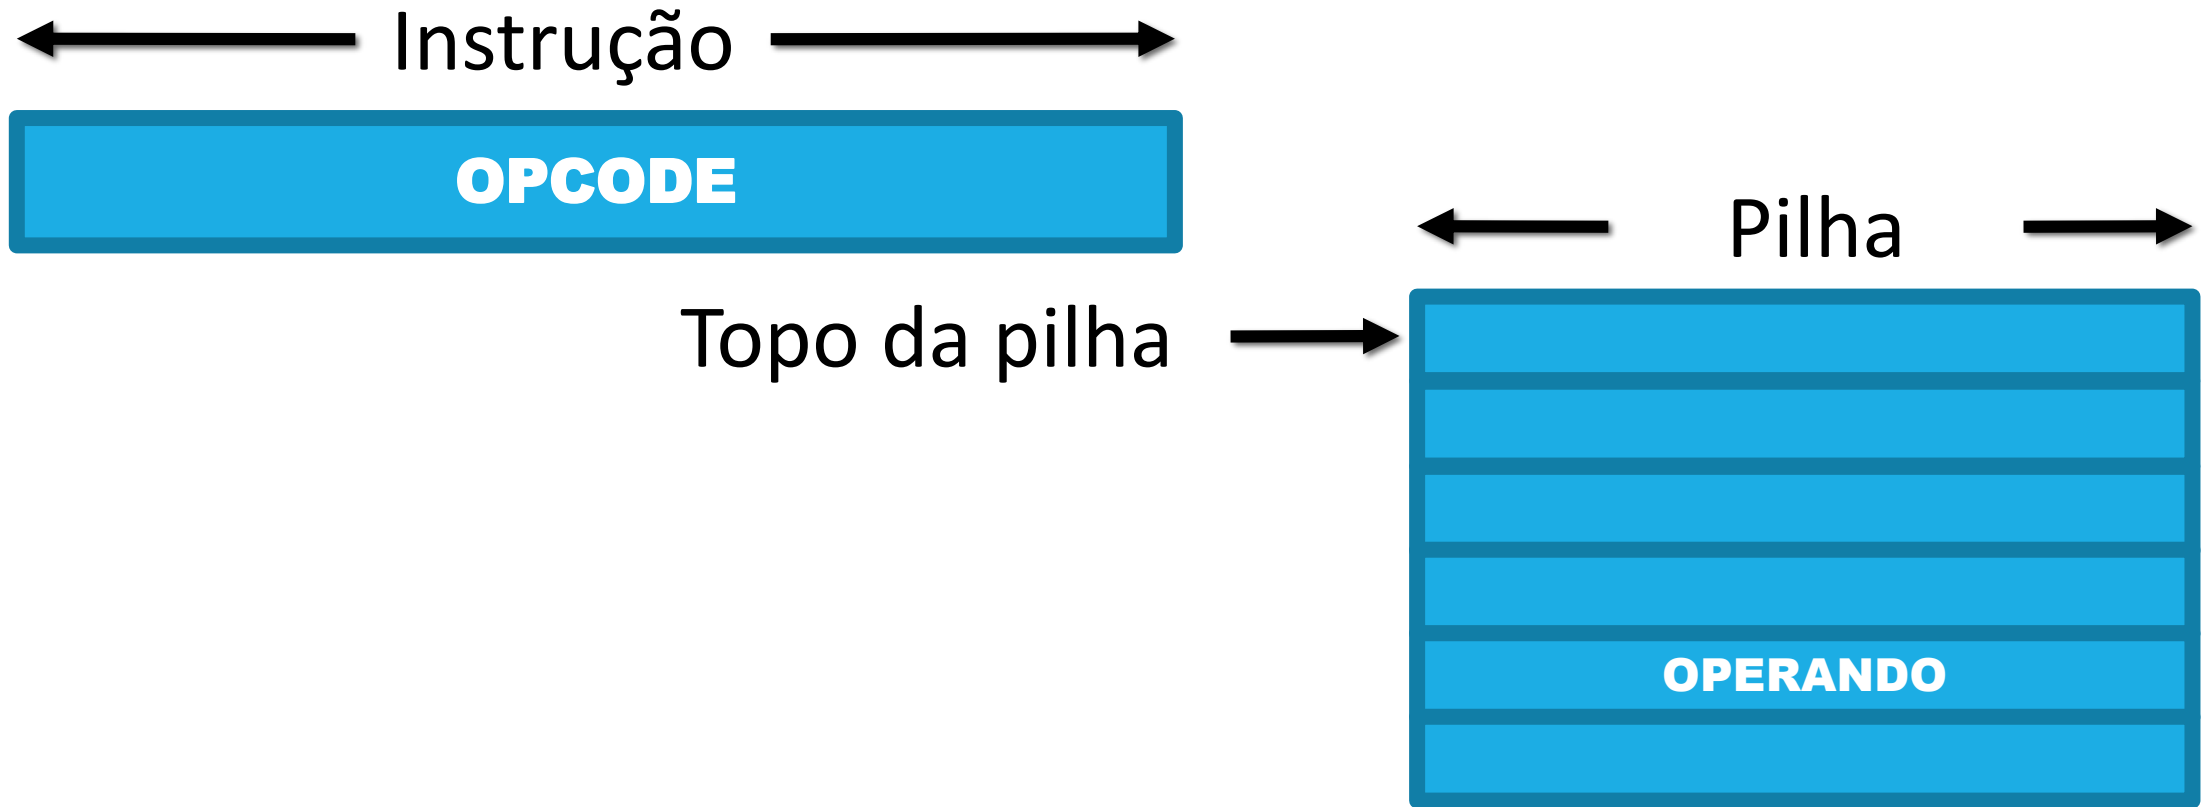 Instrução
OPCODE
Pilha
Topo da pilha
OPERANDO